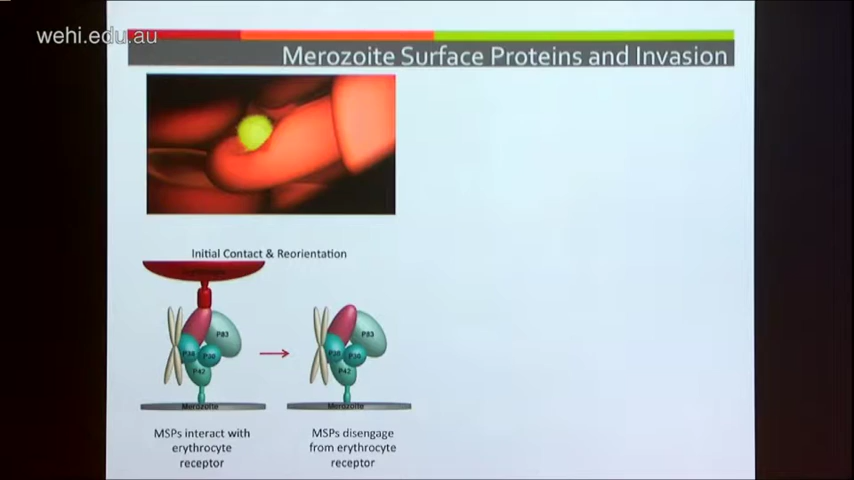 wehi.edu.au
Merozoite Surface Proteins and Invasion
Initial Contact & Reorientation
P83
P38
P30
P42
Merozoite
P83
P38
P30
P42
Merozoite
MSPs interact with
erythrocyte
receptor
MSPs disengage
from erythrocyte
receptor